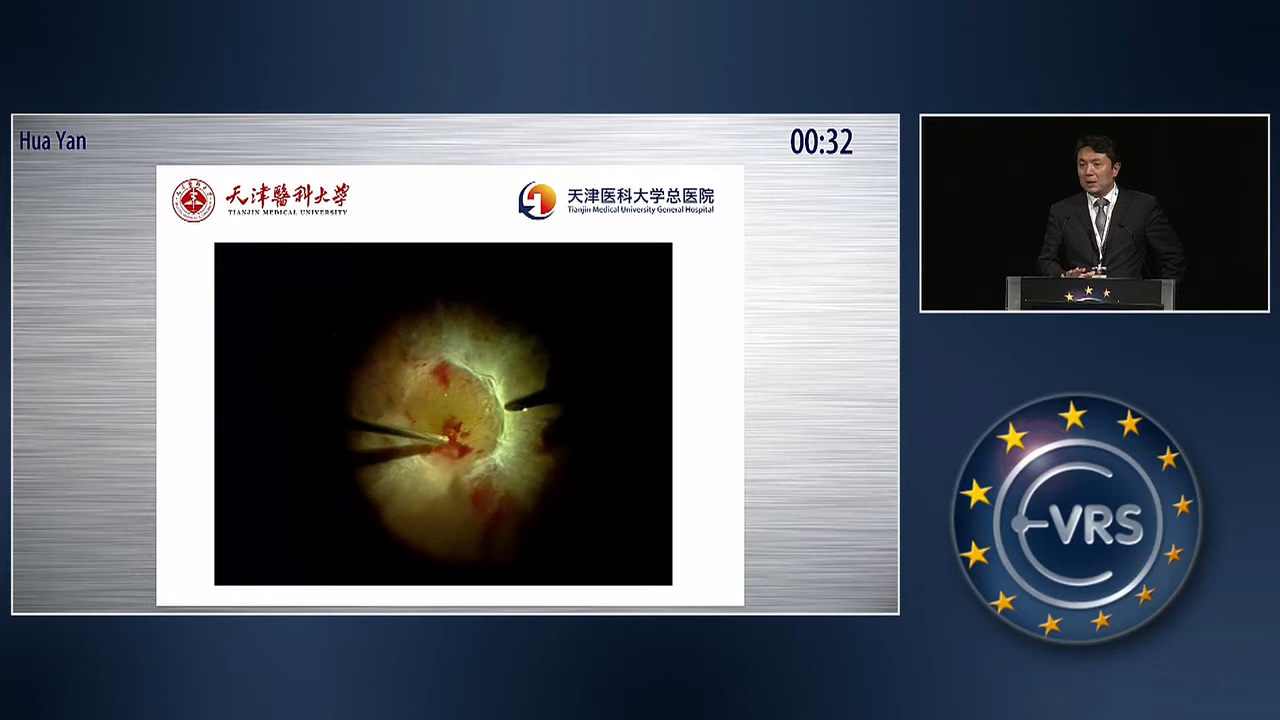 Hua Yan
00:32
天津醫科大學
TIANJIN MEDICAL UNIVERSITY
天津医科大学总医院
Tianjin Medical University General Hospital
EVRS